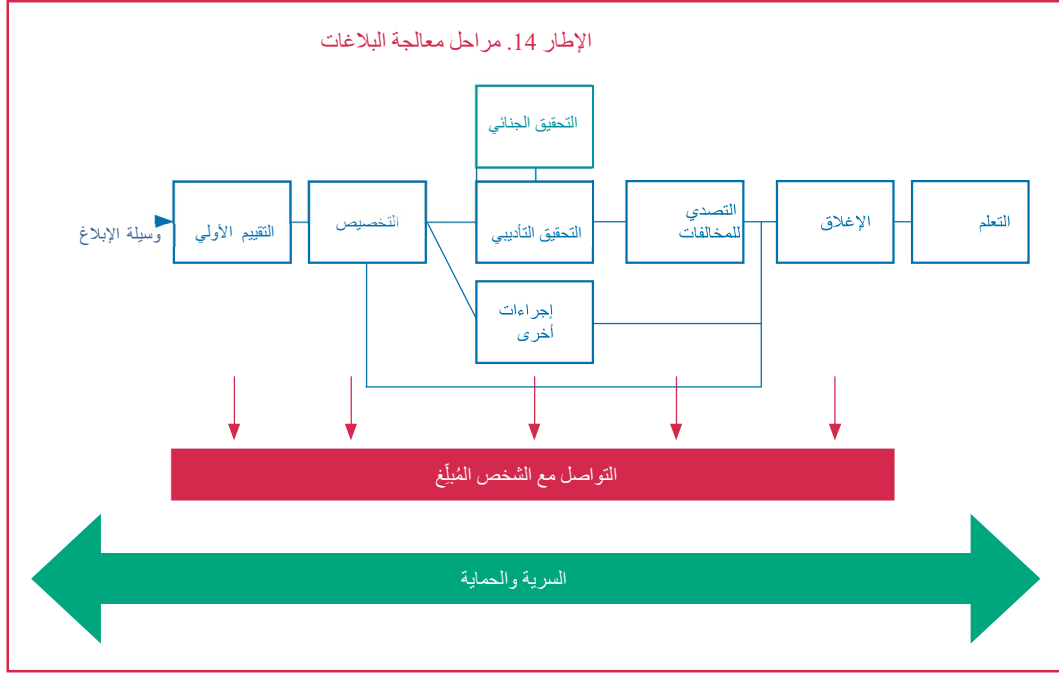 الإطار 14. مراحل معالجة البلاغات
التحقيق الجنائي
وسيلة الإبلاغ
التقييم الأولي
التخصيص
التحقيق التأديبي
التصدي
للمخالفات
الإغلاق
التعلم
إجراءات
أخرى
التواصل مع الشخص المُبلِّغ
السرية والحماية